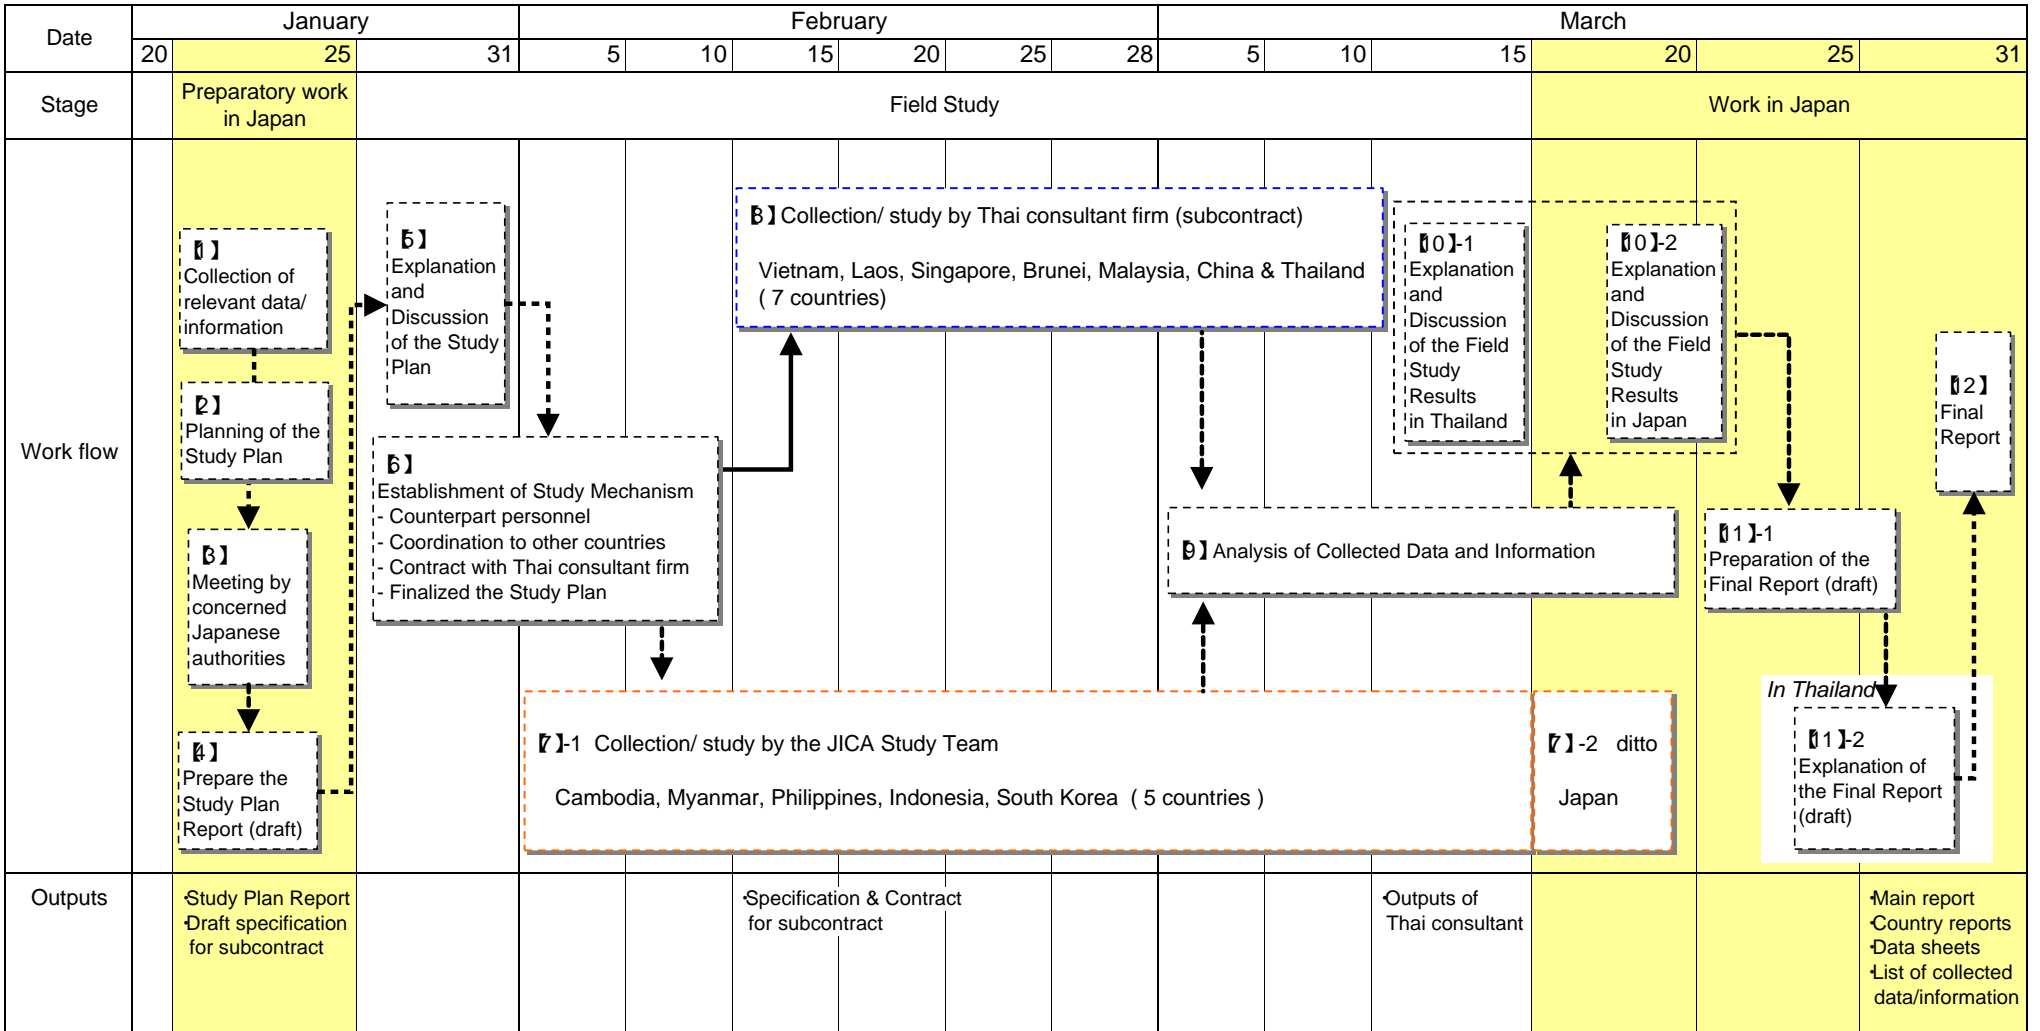 Date
January
February
March
20
25
31
5
10
15
20
25
28
5
10
15
20
25
31
Stage
Preparatory work
in Japan
Field Study
Work in Japan
Work flow
【1】
Collection of
relevant data/
information
【2】
Planning of the
Study Plan
【3】
Meeting by
concerned
Japanese
authorities
【4】
Prepare the
Study Plan
Report (draft)
【5】
Explanation
and
Discussion
of the Study
Plan
【6】
Establishment of Study Mechanism
- Counterpart personnel
- Coordination to other countries
- Contract with Thai consultant firm
- Finalized the Study Plan
【8】Collection/ study by Thai consultant firm (subcontract)
Vietnam, Laos, Singapore, Brunei, Malaysia, China & Thailand
( 7 countries)
【7】-1 Collection/ study by the JICA Study Team
Cambodia, Myanmar, Philippines, Indonesia, South Korea ( 5 countries )
【7】-2 ditto
Japan
【9】Analysis of Collected Data and Information
【10】-1
Explanation
and
Discussion
of the Field
Study
Results
in Thailand
【10】-2
Explanation
and
Discussion
of the Field
Study
Results
in Japan
【11】-1
Preparation of the
Final Report (draft)
In Thailand
【11】-2
Explanation of
the Final Report
(draft)
【12】
Final
Report
Outputs
・Study Plan Report
・Draft specification
for subcontract
・Specification & Contract
for subcontract
・Outputs of
Thai consultant
・Main report
・Country reports
・Data sheets
・List of collected
data/information